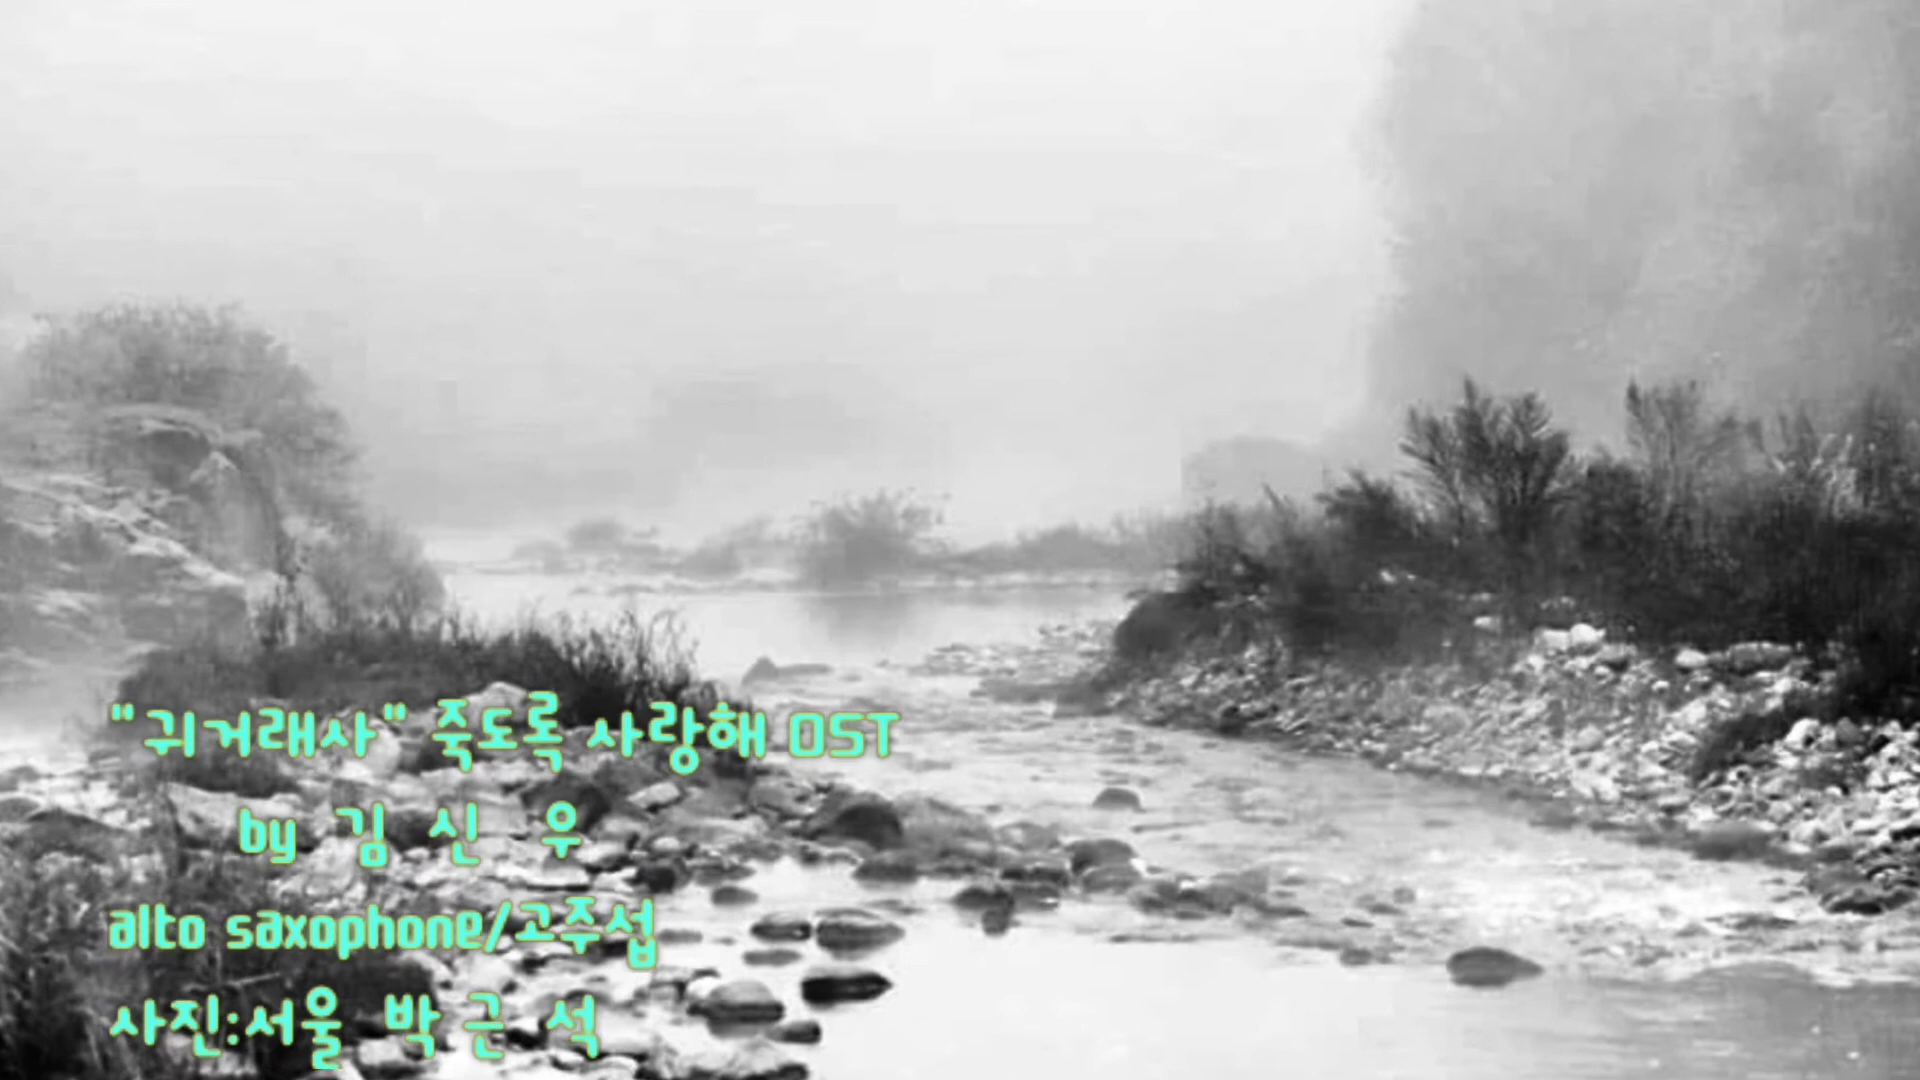 "귀거래사" 죽도록 사랑해 OST
by 김 신 우
alto saxophone/고주섭
사진:서울 박 근 석